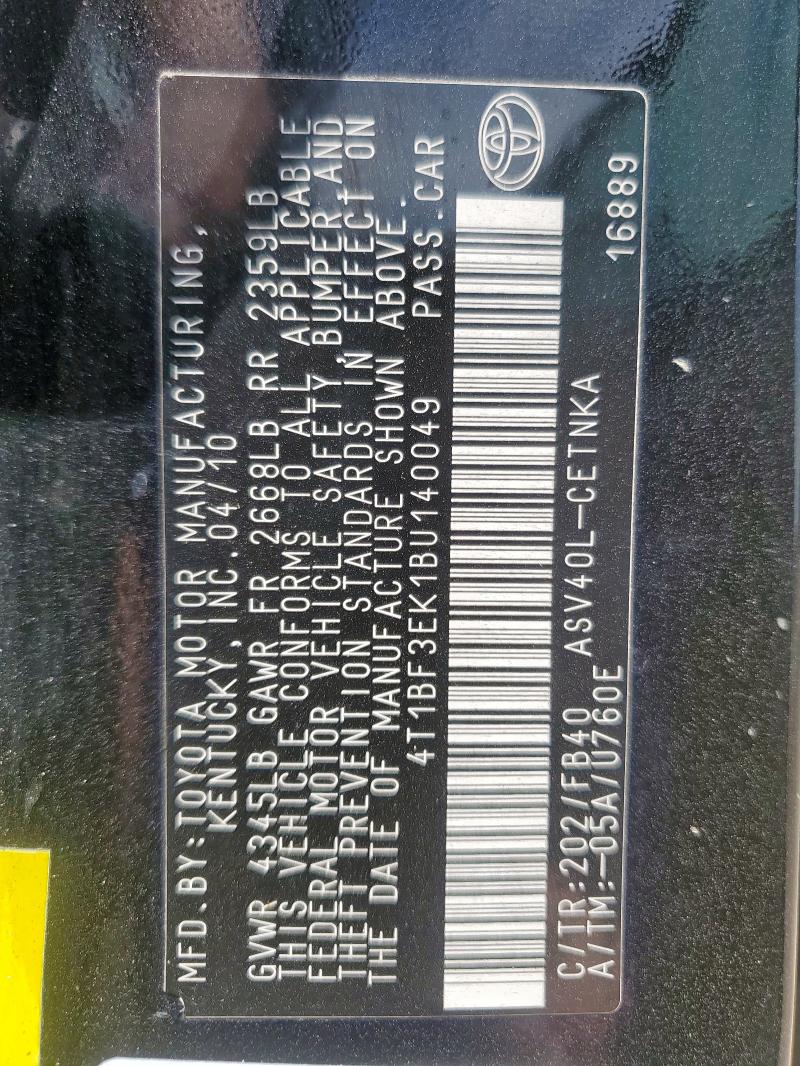 MFD.BY:TOYOTA MOTOR MANUFACTURING,
KENTUCKY,INC.04/10
GVWR 4345LB GAWR FR 2668LB RR 2359LB
THIS VEHICLE CONFORMS TO ALL APPLICABLE
FEDERAL MOTOR VEHICLE SAFETY,BUMPER,AND
THEFT PREVENTION STANDARDS IN EFFECT ON
THE DATE OF MANUFACTURE SHOWN ABOVE.
4T1BF3EK1BU140049 PASS.CAR
C/TR:202/FB40 ASV40L-CETNKA
A/TM:-05A/U760E 16889